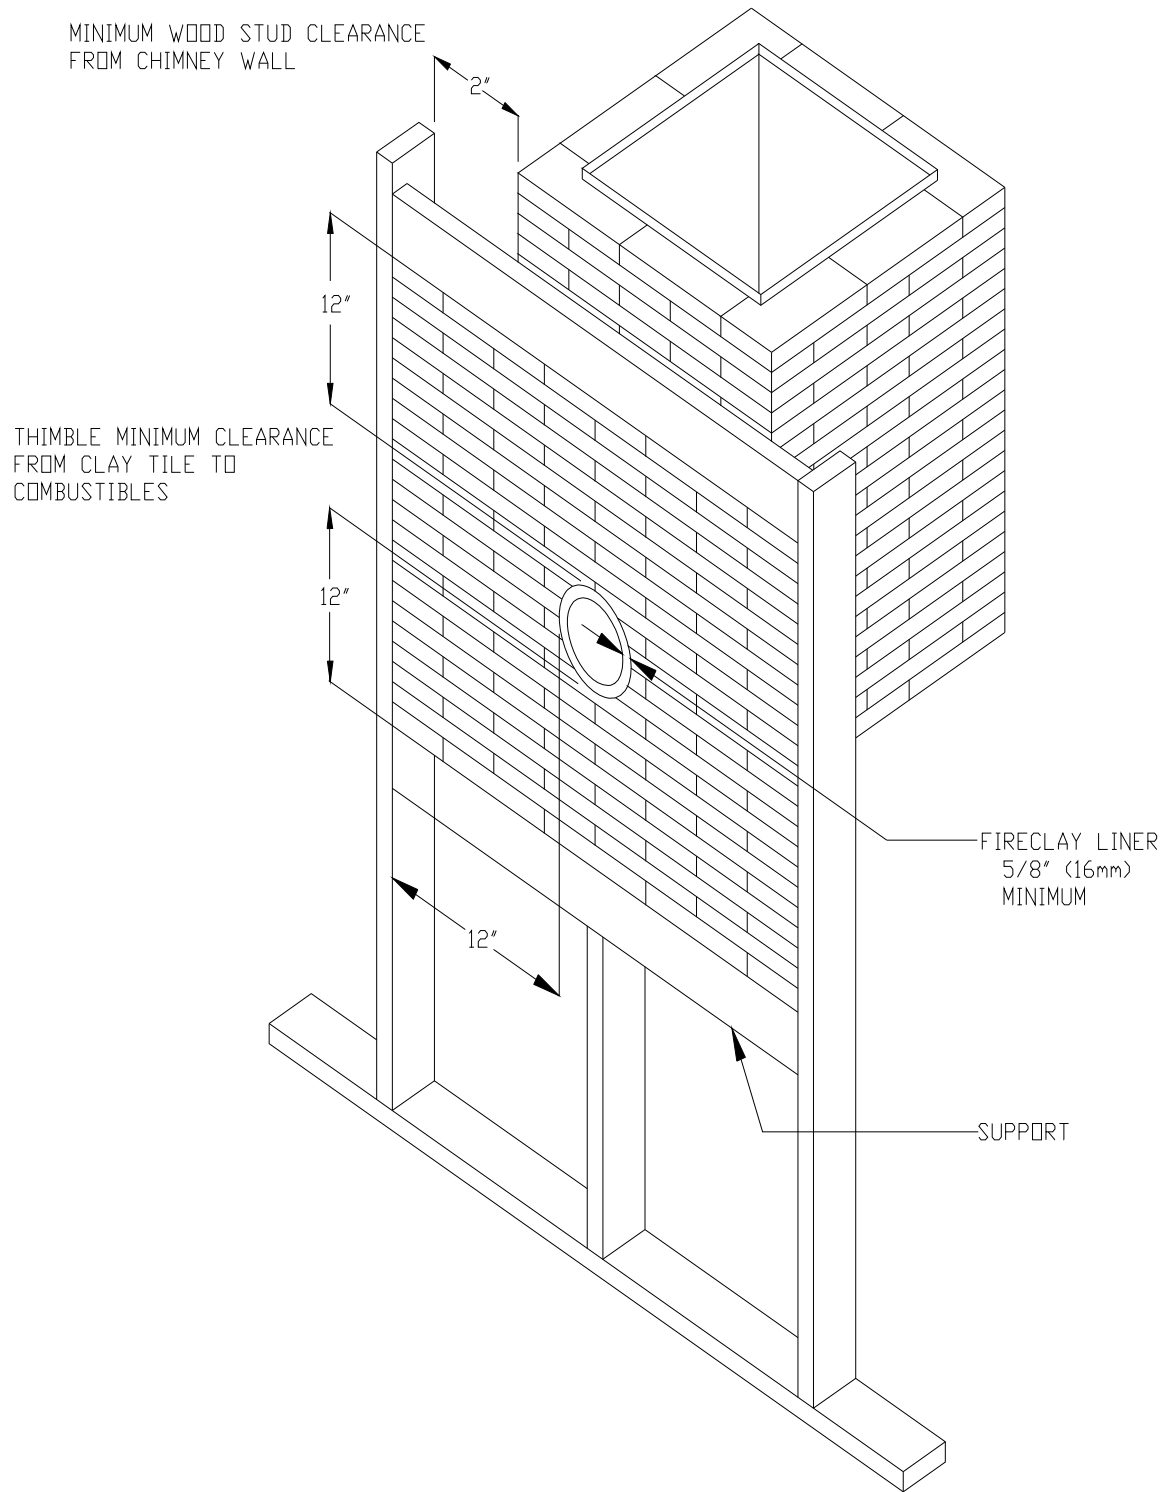 MINIMUM WOOD STUD CLEARANCE
FROM CHIMNEY WALL
2"
12"
THIMBLE MINIMUM CLEARANCE
FROM CLAY TILE TO
COMBUSTIBLES
12"
FIRECLAY LINER
5/8" (16mm)
MINIMUM
12"
SUPPORT